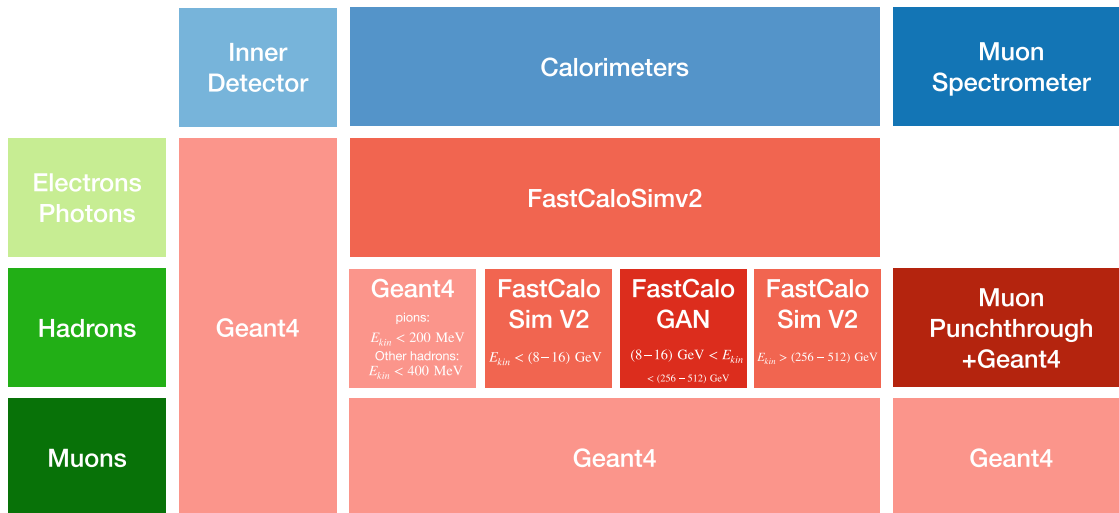 Inner
Detector
Calorimeters
Muon
Spectrometer
Electrons
Photons
FastCaloSimv2
Hadrons
Geant4
Geant4
pions:
E_kin < 200 MeV
Other hadrons:
E_kin < 400 MeV
FastCalo
Sim V2
E_kin < (8−16) GeV
FastCalo
GAN
(8−16) GeV < E_kin
< (256 − 512) GeV
FastCalo
Sim V2
E_kin > (256 − 512) GeV
Muon
Punchthrough
+Geant4
Muons
Geant4
Geant4